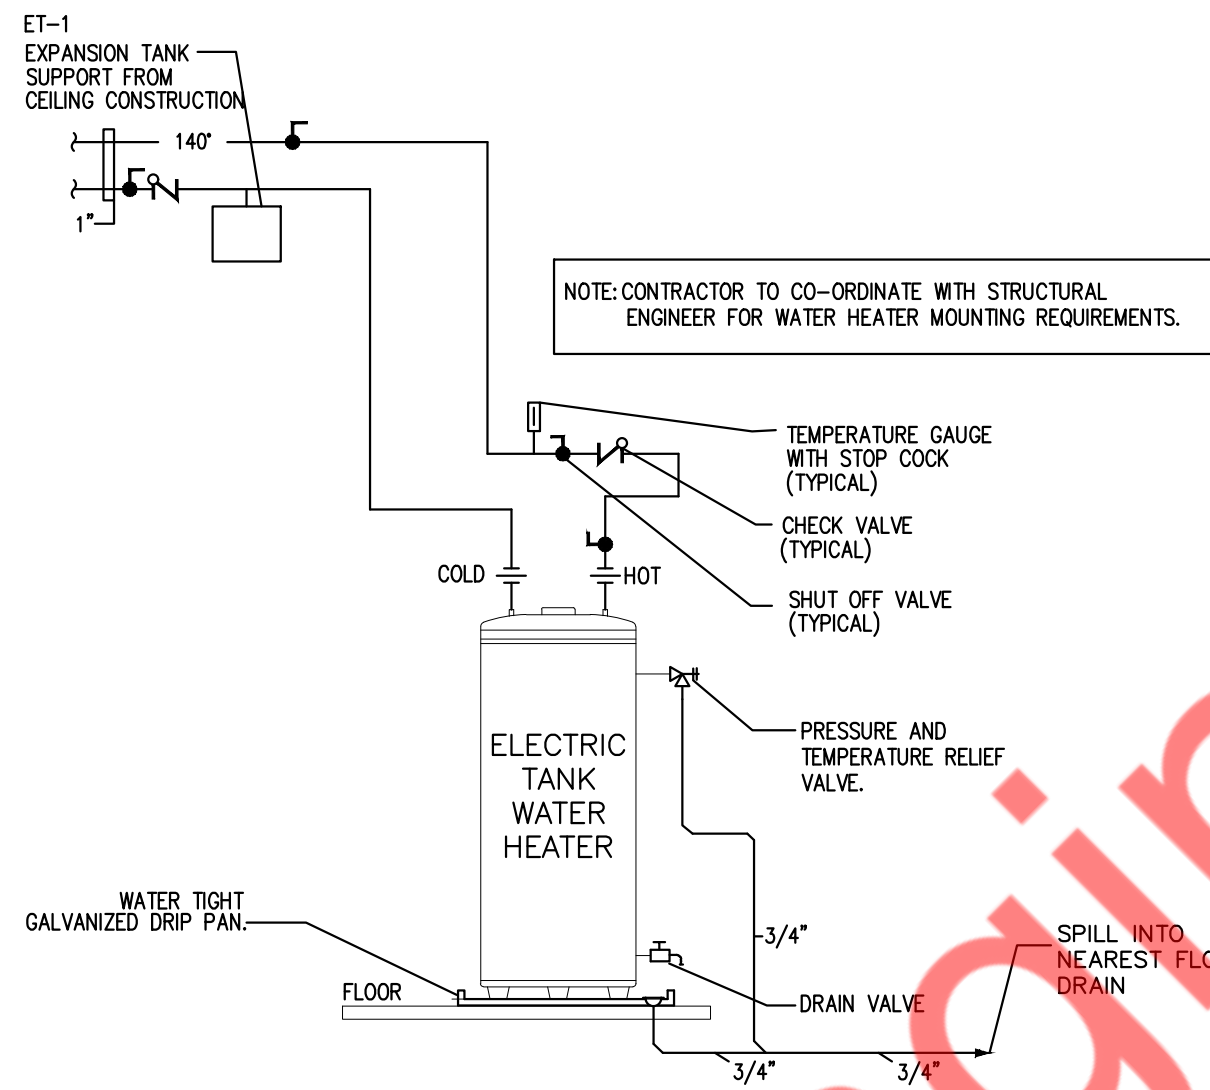 ET-1
EXPANSION TANK
SUPPORT FROM
CEILING CONSTRUCTION
140°
1"
NOTE: CONTRACTOR TO CO-ORDINATE WITH STRUCTURAL
ENGINEER FOR WATER HEATER MOUNTING REQUIREMENTS.
TEMPERATURE GAUGE
WITH STOP COCK
(TYPICAL)
CHECK VALVE
(TYPICAL)
COLD
HOT
SHUT OFF VALVE
(TYPICAL)
PRESSURE AND
TEMPERATURE RELIEF
VALVE.
ELECTRIC
TANK
WATER
HEATER
WATER TIGHT
GALVANIZED DRIP PAN.
3/4"
SPILL INTO
NEAREST
DRAIN
FLOOR
DRAIN VALVE
3/4"
3/4"